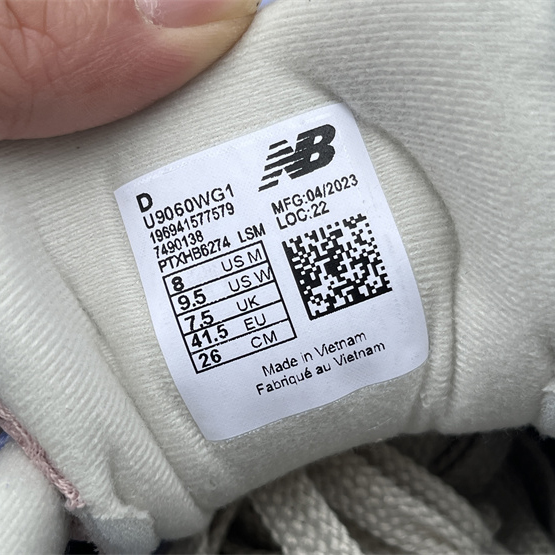 NB
D
U9060WG1
196941577579
7490138
PTXHB6274 LSM
MFG:04/2023
LOC:22
8 US M
9.5 US W
7.5 UK
41.5 EU
26 CM
Made in Vietnam
Fabriqué au Vietnam